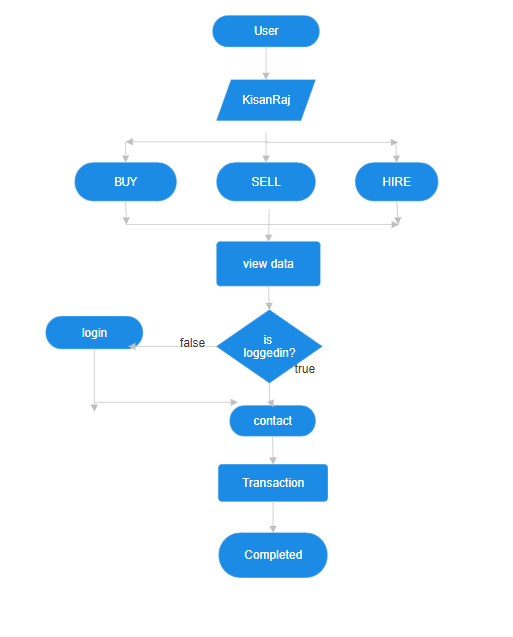 User
KisanRaj
BUY
SELL
HIRE
view data
is
loggedin?
false
true
login
contact
Transaction
Completed